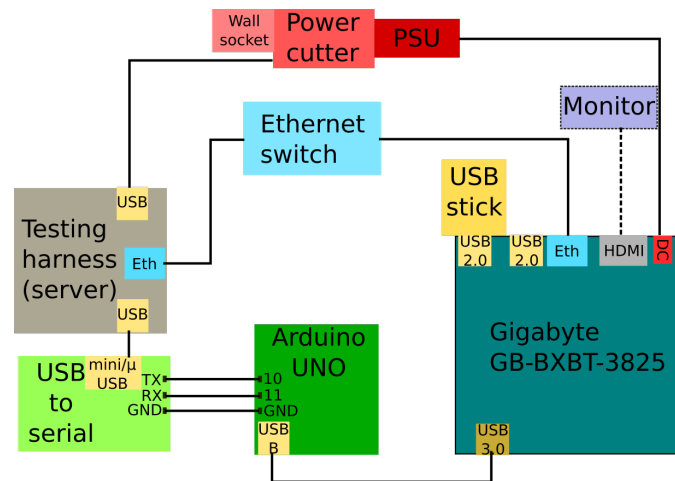 Wall
socket
Power
cutter
PSU
Ethernet
switch
Monitor
USB
stick
USB
Testing
harness
(server)
Eth
USB
USB
2.0
USB
2.0
Eth
HDMI
DC
Gigabyte
GB-BXBT-3825
USB
3.0
mini/µ
USB
USB
to
serial
TX
RX
GND
Arduino
UNO
10
11
GND
USB
B